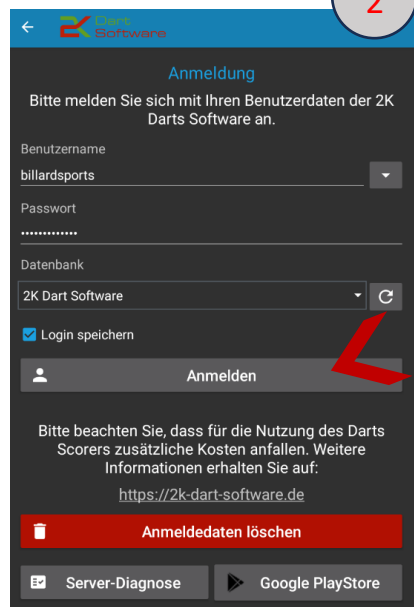 2
2K Dart
Software
Anmeldung
Bitte melden Sie sich mit Ihren Benutzerdaten der 2K
Darts Software an.
Benutzername
billardsports
Passwort
•••••••••••••
Datenbank
2K Dart Software
Login speichern
Anmelden
Bitte beachten Sie, dass für die Nutzung des Darts
Scorers zusätzliche Kosten anfallen. Weitere
Informationen erhalten Sie auf:
https://2k-dart-software.de
Anmeldedaten löschen
Server-Diagnose
Google PlayStore